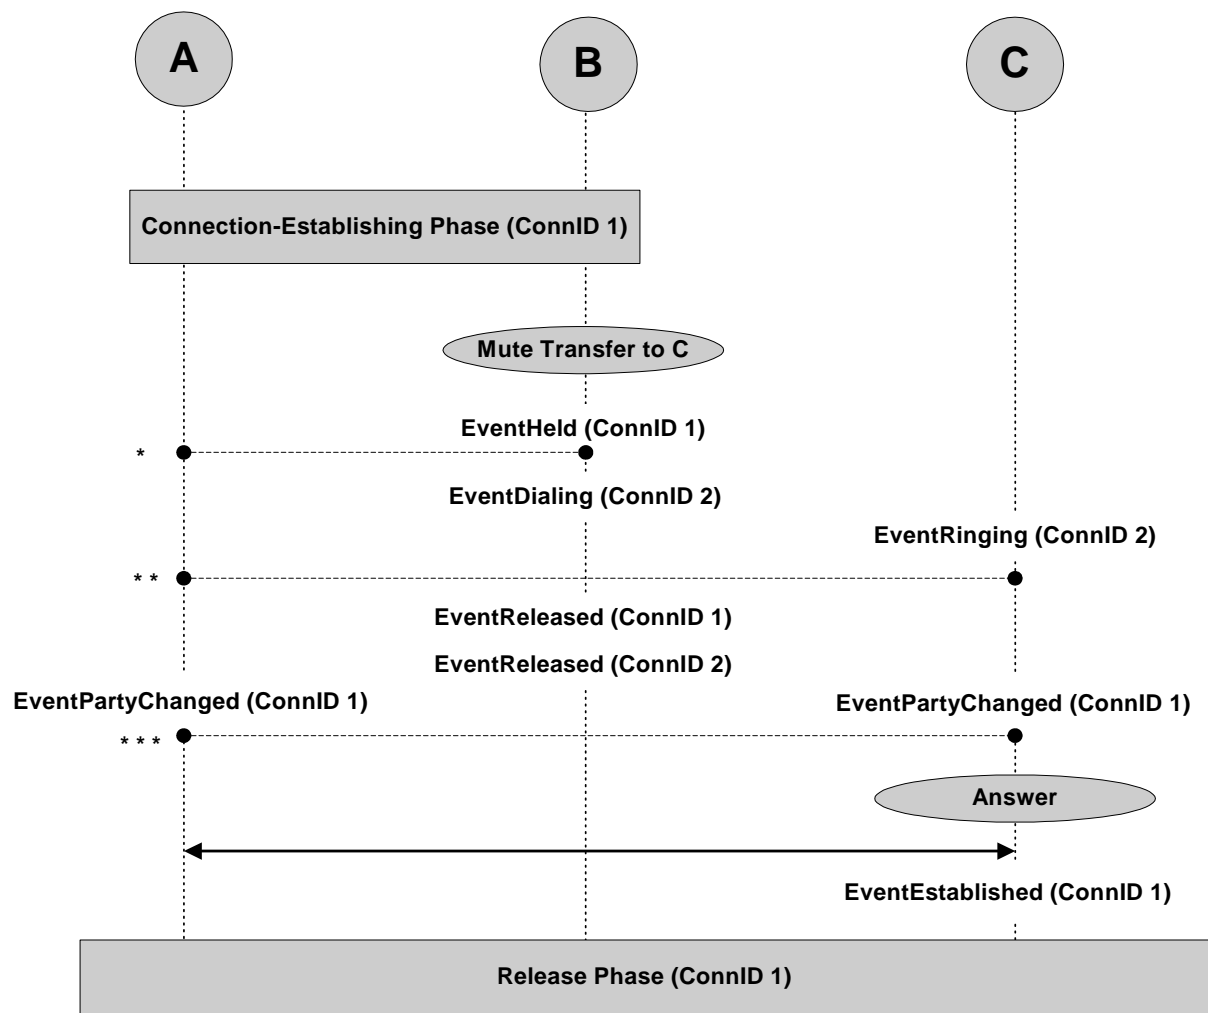 A
B
C
Connection-Establishing Phase (ConnID 1)
Mute Transfer to C
EventHeld (ConnID 1)
*
EventDialing (ConnID 2)
EventRinging (ConnID 2)
* *
EventReleased (ConnID 1)
EventReleased (ConnID 2)
EventPartyChanged (ConnID 1)
EventPartyChanged (ConnID 1)
* * *
Answer
EventEstablished (ConnID 1)
Release Phase (ConnID 1)